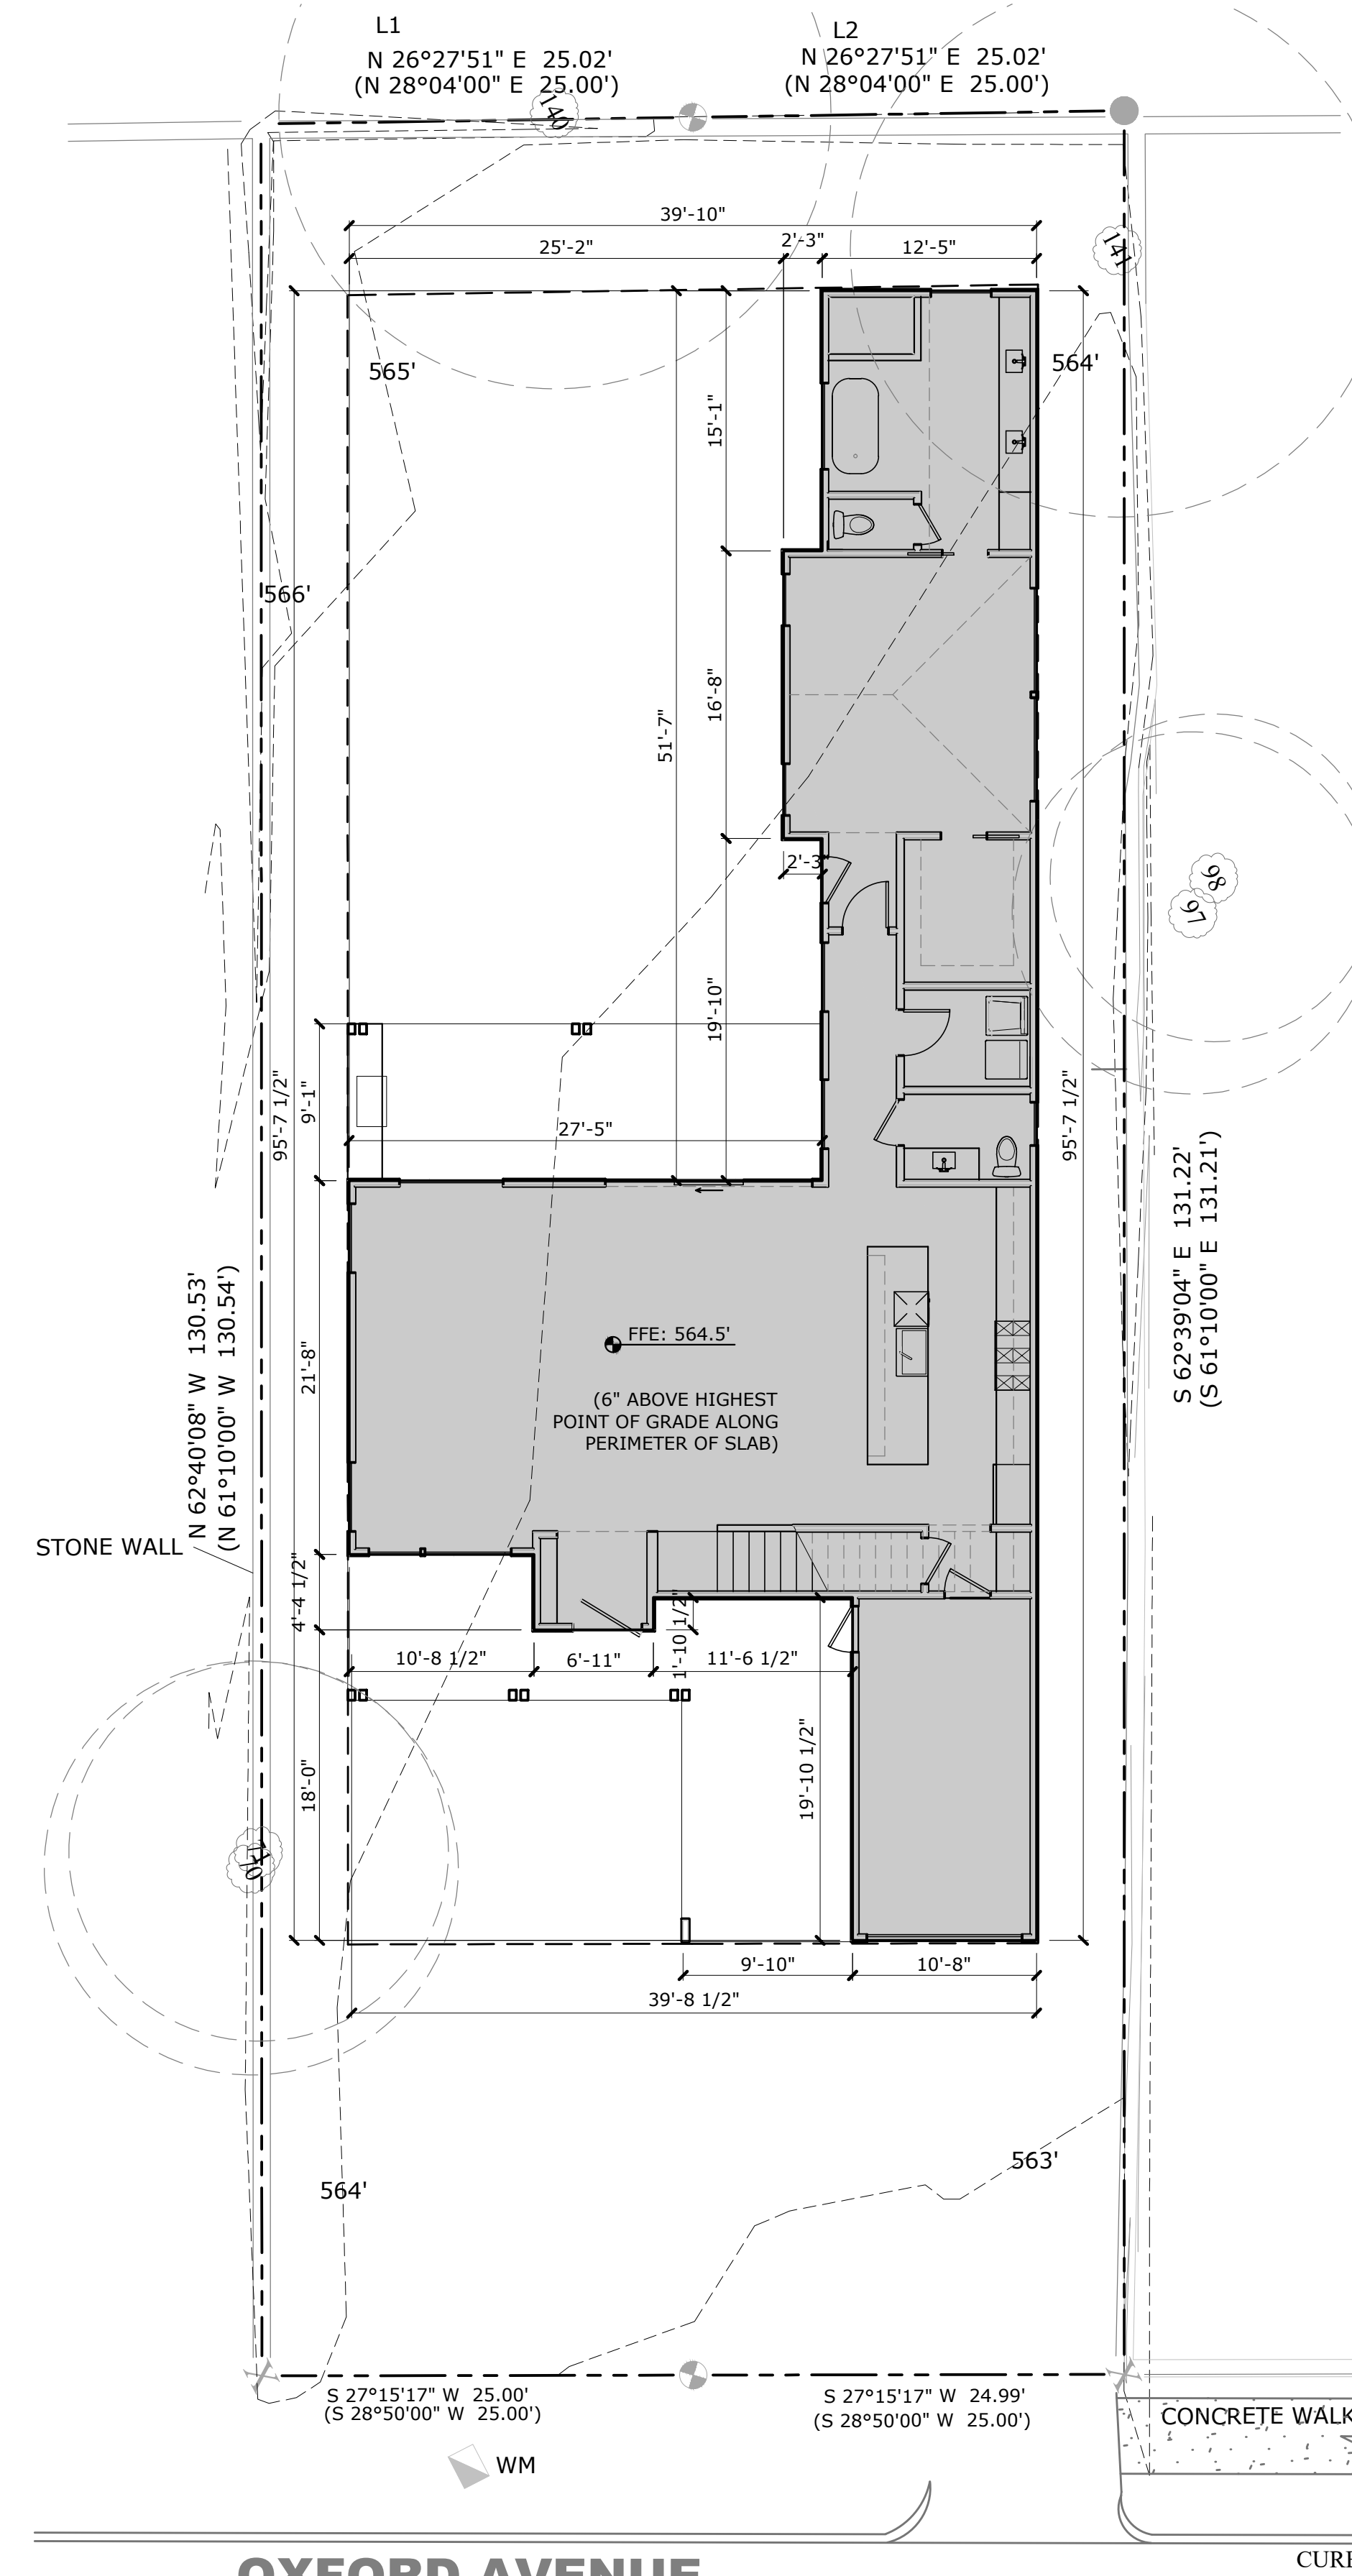 L1
N 26°27'51" E  25.02'
(N 28°04'00" E  25.00')
L2
N 26°27'51" E  25.02'
(N 28°04'00" E  25.00')
140
141
39'-10"
25'-2"
2'-3"
12'-5"
565'
564'
15'-1"
566'
16'-8"
51'-7"
2'-3
98
97
19'-10"
95'-7 1/2"
9'-1"
95'-7 1/2"
27'-5"
S 62°39'04" E  131.22'
(S 61°10'00" E  131.21')
N 62°40'08" W  130.53'
(N 61°10'00" W  130.54')
21'-8"
FFE: 564.5'
(6" ABOVE HIGHEST
POINT OF GRADE ALONG
PERIMETER OF SLAB)
STONE WALL
4'-4 1/2"
1'-10 1/2"
10'-8 1/2"
6'-11"
11'-6 1/2"
18'-0"
19'-10 1/2"
9'-10"
10'-8"
39'-8 1/2"
563'
564'
S 27°15'17" W  25.00'
(S 28°50'00" W  25.00')
S 27°15'17" W  24.99'
(S 28°50'00" W  25.00')
CONCRETE WALK
WM
OXFORD AVENUE